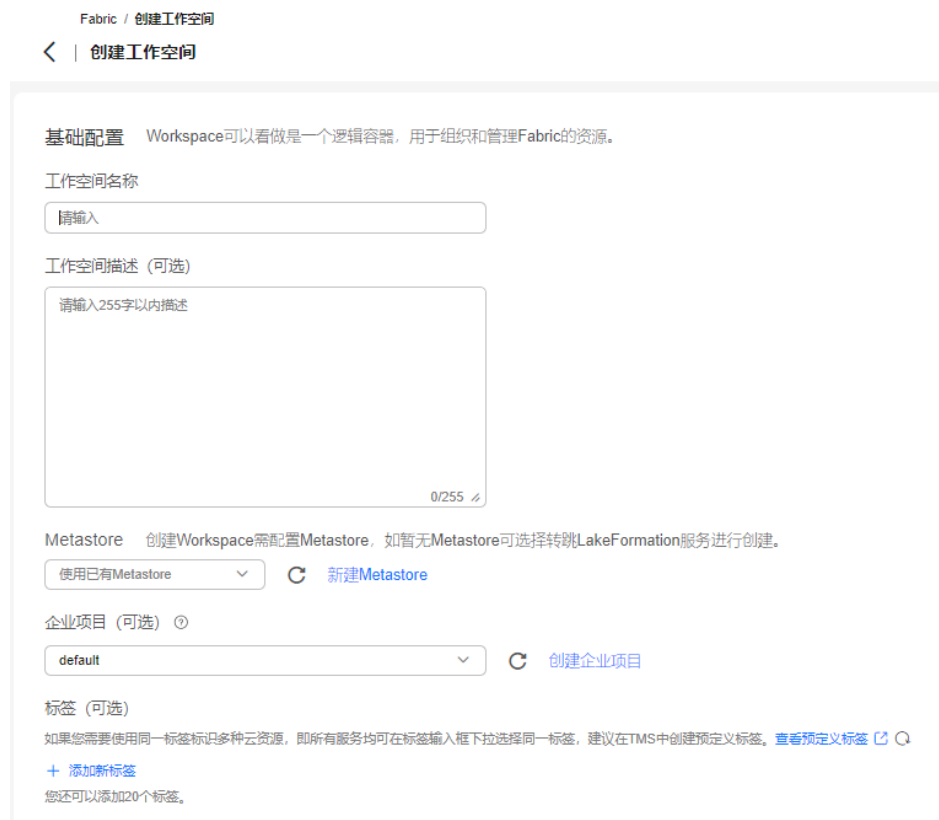 Fabric / 创建工作空间
创建工作空间
基础配置 Workspace可以看做是一个逻辑容器，用于组织和管理Fabric的资源。
工作空间名称
请输入
工作空间描述（可选）
请输入255字以内描述
0/255
Metastore 创建Workspace需配置Metastore，如暂无Metastore可选择转跳LakeFormation服务进行创建。
使用已有Metastore 新建Metastore
企业项目（可选）
default 创建企业项目
标签（可选）
如果您需要使用同一标签标识多种云资源，即所有服务均可在标签输入框下拉选择同一标签，建议在TMS中创建预定义标签。查看预定义标签
+ 添加新标签
您还可以添加20个标签。